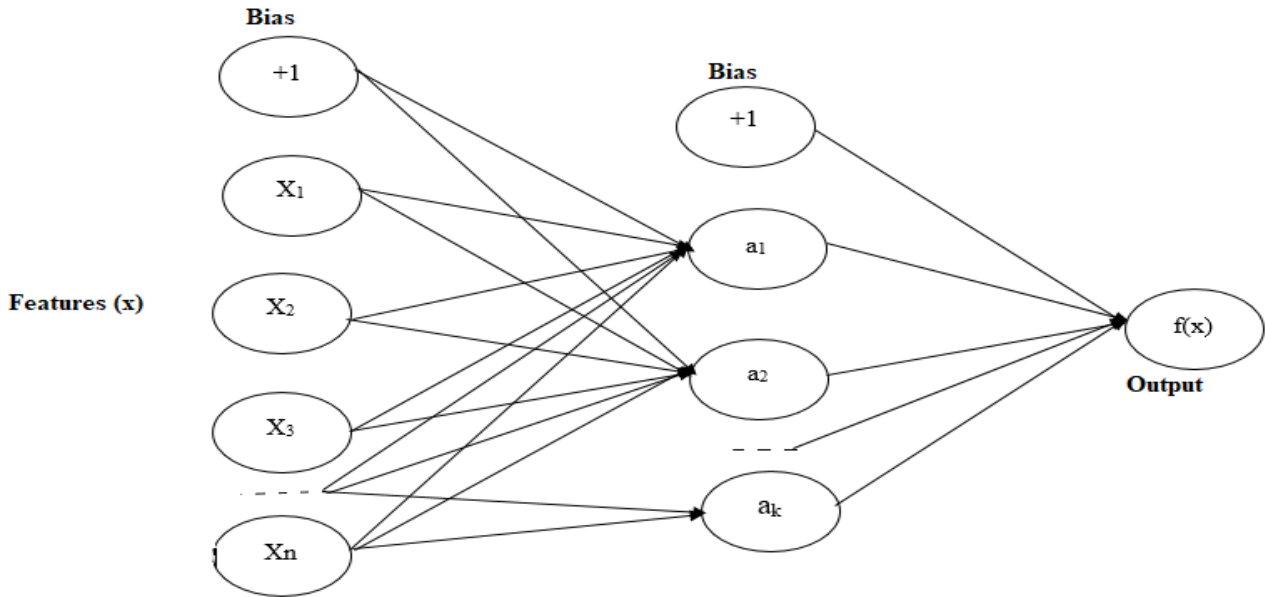 Bias
+1
Bias
+1
X₁
a₁
X₂
Features (x)
f(x)
a₂
Output
X₃
aₖ
Xn